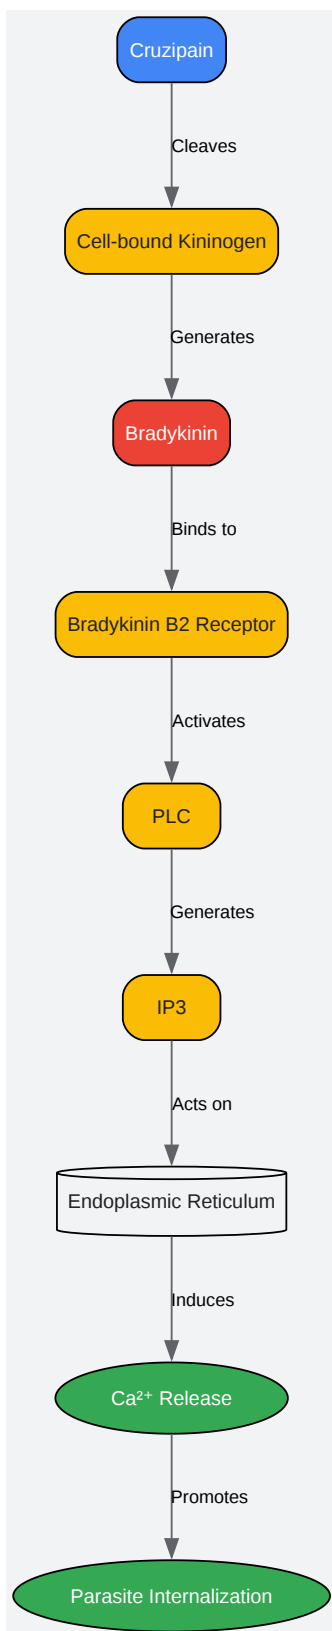 Cruzipain
Cleaves
Cell-bound Kininogen
Generates
Bradykinin
Binds to
Bradykinin B2 Receptor
Activates
PLC
Generates
IP3
Acts on
Endoplasmic Reticulum
Induces
Ca²⁺ Release
Promotes
Parasite Internalization